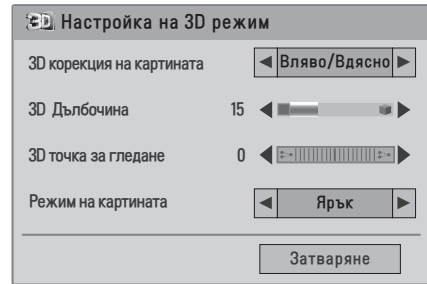 3D Настройка на 3D режим
3D корекция на картината Вляво/Вдясно
3D Дълбочина 15
3D точка за гледане 0
Режим на картината Ярък
Затваряне